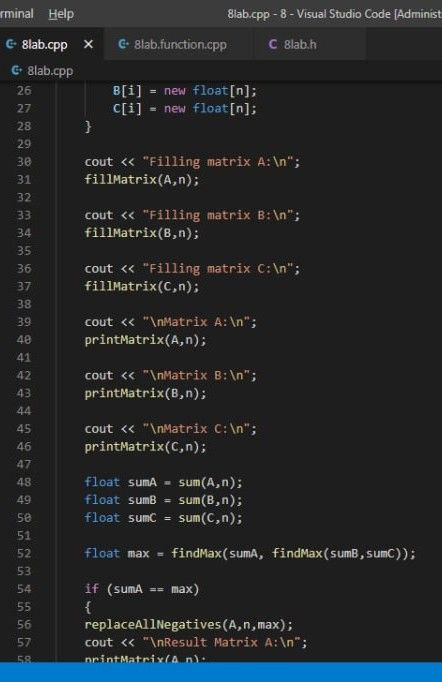 rminal Help 8lab.cpp - 8 - Visual Studio Code [Administ
8lab.cpp × 8lab.function.cpp C 8lab.h
8lab.cpp
26 B[i] = new float[n];
27 C[i] = new float[n];
28 }
29
30 cout << "Filling matrix A:\n";
31 fillMatrix(A,n);
32
33 cout << "Filling matrix B:\n";
34 fillMatrix(B,n);
35
36 cout << "Filling matrix C:\n";
37 fillMatrix(C,n);
38
39 cout << "\nMatrix A:\n";
40 printMatrix(A,n);
41
42 cout << "\nMatrix B:\n";
43 printMatrix(B,n);
44
45 cout << "\nMatrix C:\n";
46 printMatrix(C,n);
47
48 float sumA = sum(A,n);
49 float sumB = sum(B,n);
50 float sumC = sum(C,n);
51
52 float max = findMax(sumA, findMax(sumB,sumC));
53
54 if (sumA == max)
55 {
56 replaceAllNegatives(A,n,max);
57 cout << "\nResult Matrix A:\n";
58 printMatrix(A,n);